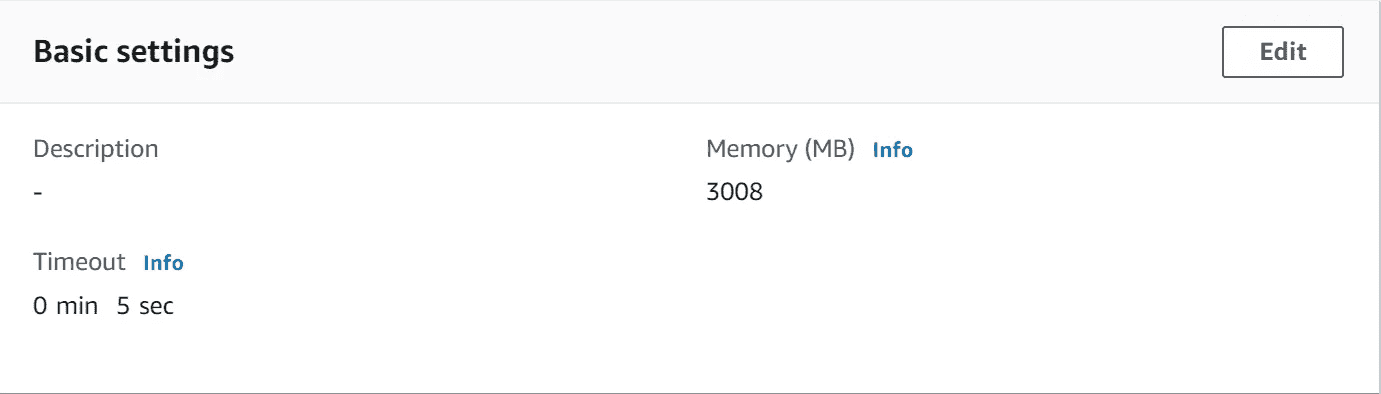 Basic settings
Edit
Description
Memory (MB) Info
-
3008
Timeout Info
0 min 5 sec